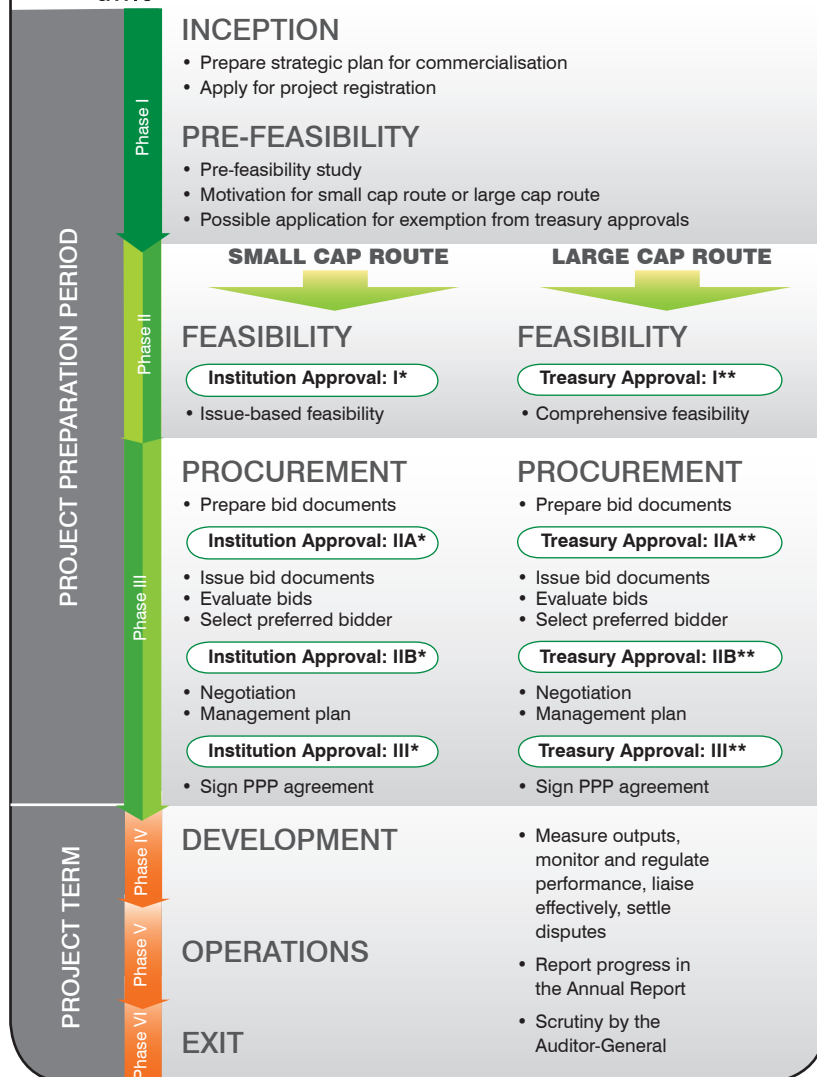 PROJECT PREPARATION PERIOD
Phase I
INCEPTION
• Prepare strategic plan for commercialisation
• Apply for project registration
PRE-FEASIBILITY
• Pre-feasibility study
• Motivation for small cap route or large cap route
• Possible application for exemption from treasury approvals
Phase II
SMALL CAP ROUTE
FEASIBILITY
Institution Approval: I*
• Issue-based feasibility
LARGE CAP ROUTE
FEASIBILITY
Treasury Approval: I**
• Comprehensive feasibility
Phase III
PROCUREMENT
• Prepare bid documents
Institution Approval: IIA*
• Issue bid documents
• Evaluate bids
• Select preferred bidder
Institution Approval: IIB*
• Negotiation
• Management plan
Institution Approval: III*
• Sign PPP agreement
PROCUREMENT
• Prepare bid documents
Treasury Approval: IIA**
• Issue bid documents
• Evaluate bids
• Select preferred bidder
Treasury Approval: IIB**
• Negotiation
• Management plan
Treasury Approval: III**
• Sign PPP agreement
PROJECT TERM
Phase IV
DEVELOPMENT
Phase V
OPERATIONS
Phase VI
EXIT
• Measure outputs,
monitor and regulate
performance, liaise
effectively, settle
disputes
• Report progress in
the Annual Report
• Scrutiny by the
Auditor-General